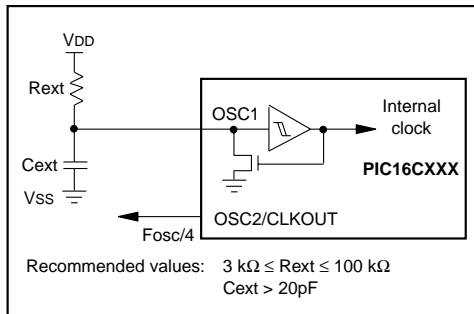 VDD
Rext
OSC1
Internal
clock
Cext
PIC16CXXX
VSS
OSC2/CLKOUT
Fosc/4
Recommended values: 3 kΩ ≤ Rext ≤ 100 kΩ
Cext > 20pF